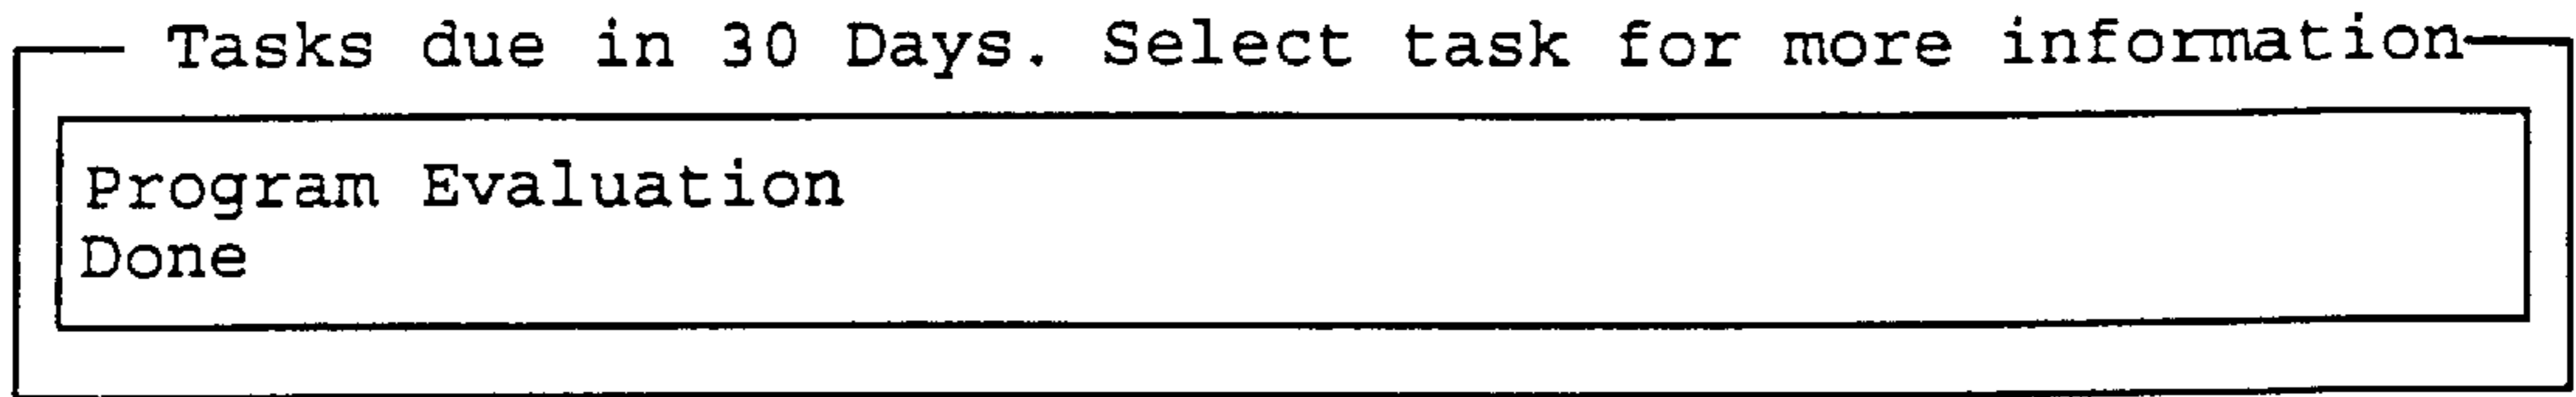 Tasks due in 30 Days. Select task for more information
Program Evaluation
Done